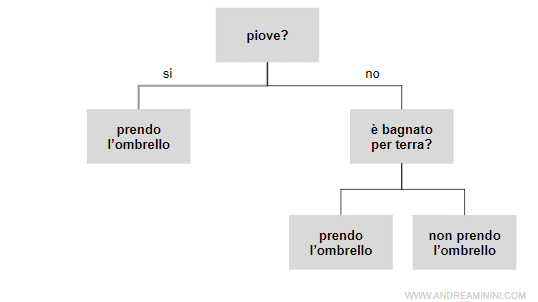 piove?
si
no
prendo
l'ombrello
è bagnato
per terra?
prendo
l'ombrello
non prendo
l'ombrello
WWW.ANDREAMININI.COM